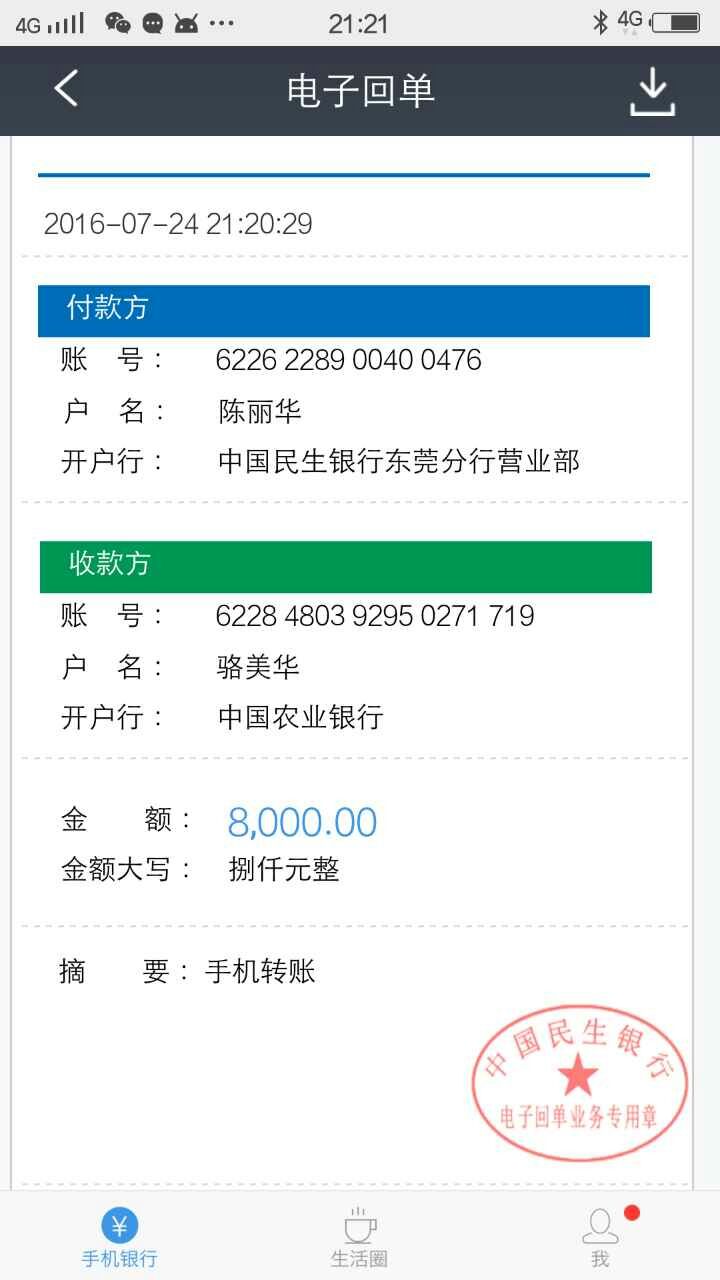 4G 21:21 4G
电子回单
2016-07-24 21:20:29
付款方
账 号： 6226 2289 0040 0476
户 名： 陈丽华
开户行： 中国民生银行东莞分行营业部
收款方
账 号： 6228 4803 9295 0271 719
户 名： 骆美华
开户行： 中国农业银行
金 额： 8,000.00
金额大写： 捌仟元整
摘 要： 手机转账
中国民生银行
电子回单业务专用章
¥
手机银行 生活圈 我